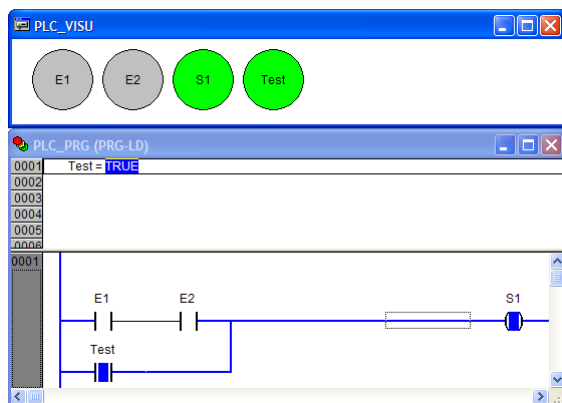 PLC_VISU
E1 E2 S1 Test
PLC_PRG (PRG-LD)
0001 Test = TRUE
0002
0003
0004
0005
0006
0001
E1 E2 S1
Test